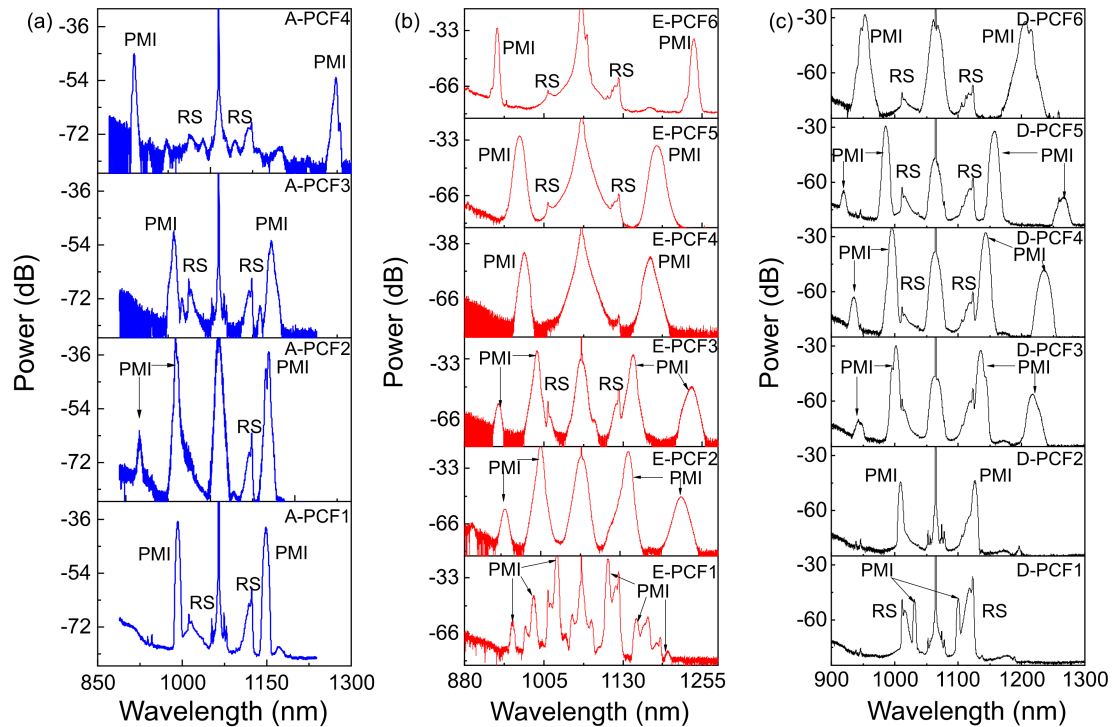 (a)
A-PCF4
-36
-54
-72
PMI
PMI
RS
RS
A-PCF3
-36
-54
-72
PMI
PMI
RS
RS
A-PCF2
-36
-54
-72
PMI
PMI
RS
A-PCF1
-36
-54
-72
PMI
PMI
RS
RS
850
1000
1150
1300
Wavelength (nm)
Power (dB)
(b)
E-PCF6
-33
-66
PMI
PMI
RS
RS
E-PCF5
-33
-66
PMI
PMI
RS
RS
E-PCF4
-38
-66
PMI
PMI
E-PCF3
-33
-66
PMI
PMI
RS
RS
E-PCF2
-33
-66
PMI
PMI
E-PCF1
-33
-66
PMI
PMI
880
1005
1130
1255
Wavelength (nm)
Power (dB)
(c)
D-PCF6
-30
-60
PMI
PMI
RS
RS
D-PCF5
-30
-60
PMI
PMI
RS
RS
D-PCF4
-30
-60
PMI
PMI
RS
RS
D-PCF3
-30
-60
PMI
PMI
RS
RS
D-PCF2
-30
-60
PMI
PMI
D-PCF1
-30
-60
PMI
RS
RS
900
1000
1100
1200
1300
Wavelength (nm)
Power (dB)